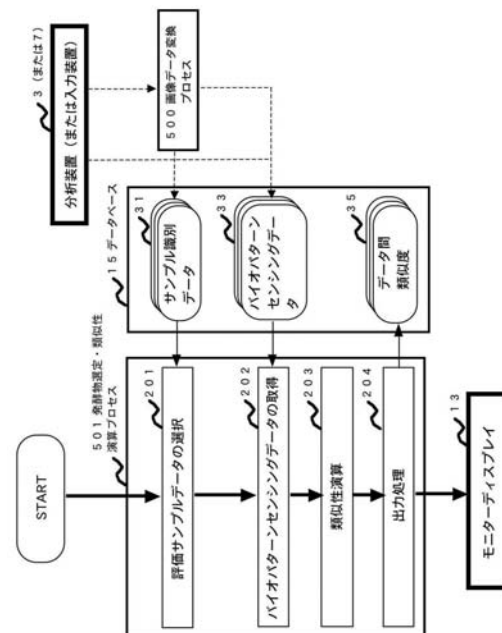 START
501 発酵物選定・類似性
演算プロセス
201
評価サンプルデータの選択
202
バイオパターンセンシングデータの取得
203
類似性演算
204
出力処理
13
モニターディスプレイ
15 データベース
31
サンプル識別
データ
33
バイオパターン
センシングデー
タ
35
データ間
類似度
3 (または7)
分析装置（または入力装置）
500 画像データ変換
プロセス